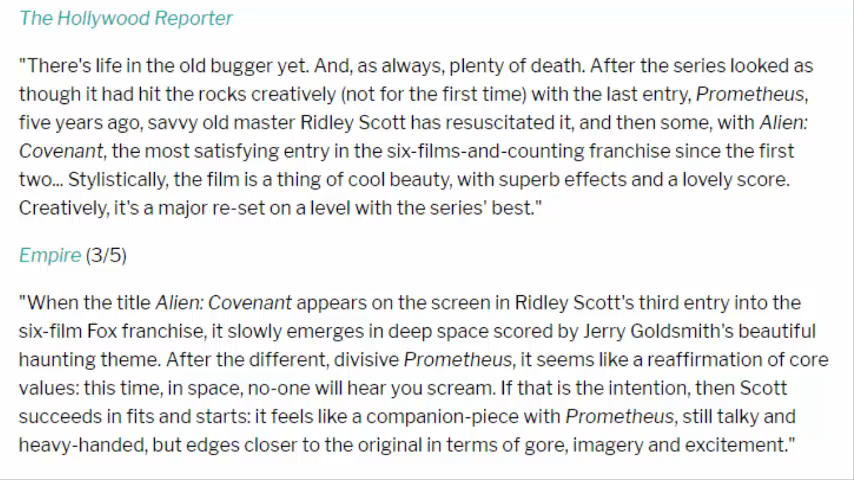 The Hollywood Reporter
"There's life in the old bugger yet. And, as always, plenty of death. After the series looked as
though it had hit the rocks creatively (not for the first time) with the last entry, Prometheus,
five years ago, savvy old master Ridley Scott has resuscitated it, and then some, with Alien:
Covenant, the most satisfying entry in the six-films-and-counting franchise since the first
two... Stylistically, the film is a thing of cool beauty, with superb effects and a lovely score.
Creatively, it's a major re-set on a level with the series' best."
Empire (3/5)
"When the title Alien: Covenant appears on the screen in Ridley Scott's third entry into the
six-film Fox franchise, it slowly emerges in deep space scored by Jerry Goldsmith's beautiful
haunting theme. After the different, divisive Prometheus, it seems like a reaffirmation of core
values: this time, in space, no-one will hear you scream. If that is the intention, then Scott
succeeds in fits and starts: it feels like a companion-piece with Prometheus, still talky and
heavy-handed, but edges closer to the original in terms of gore, imagery and excitement."